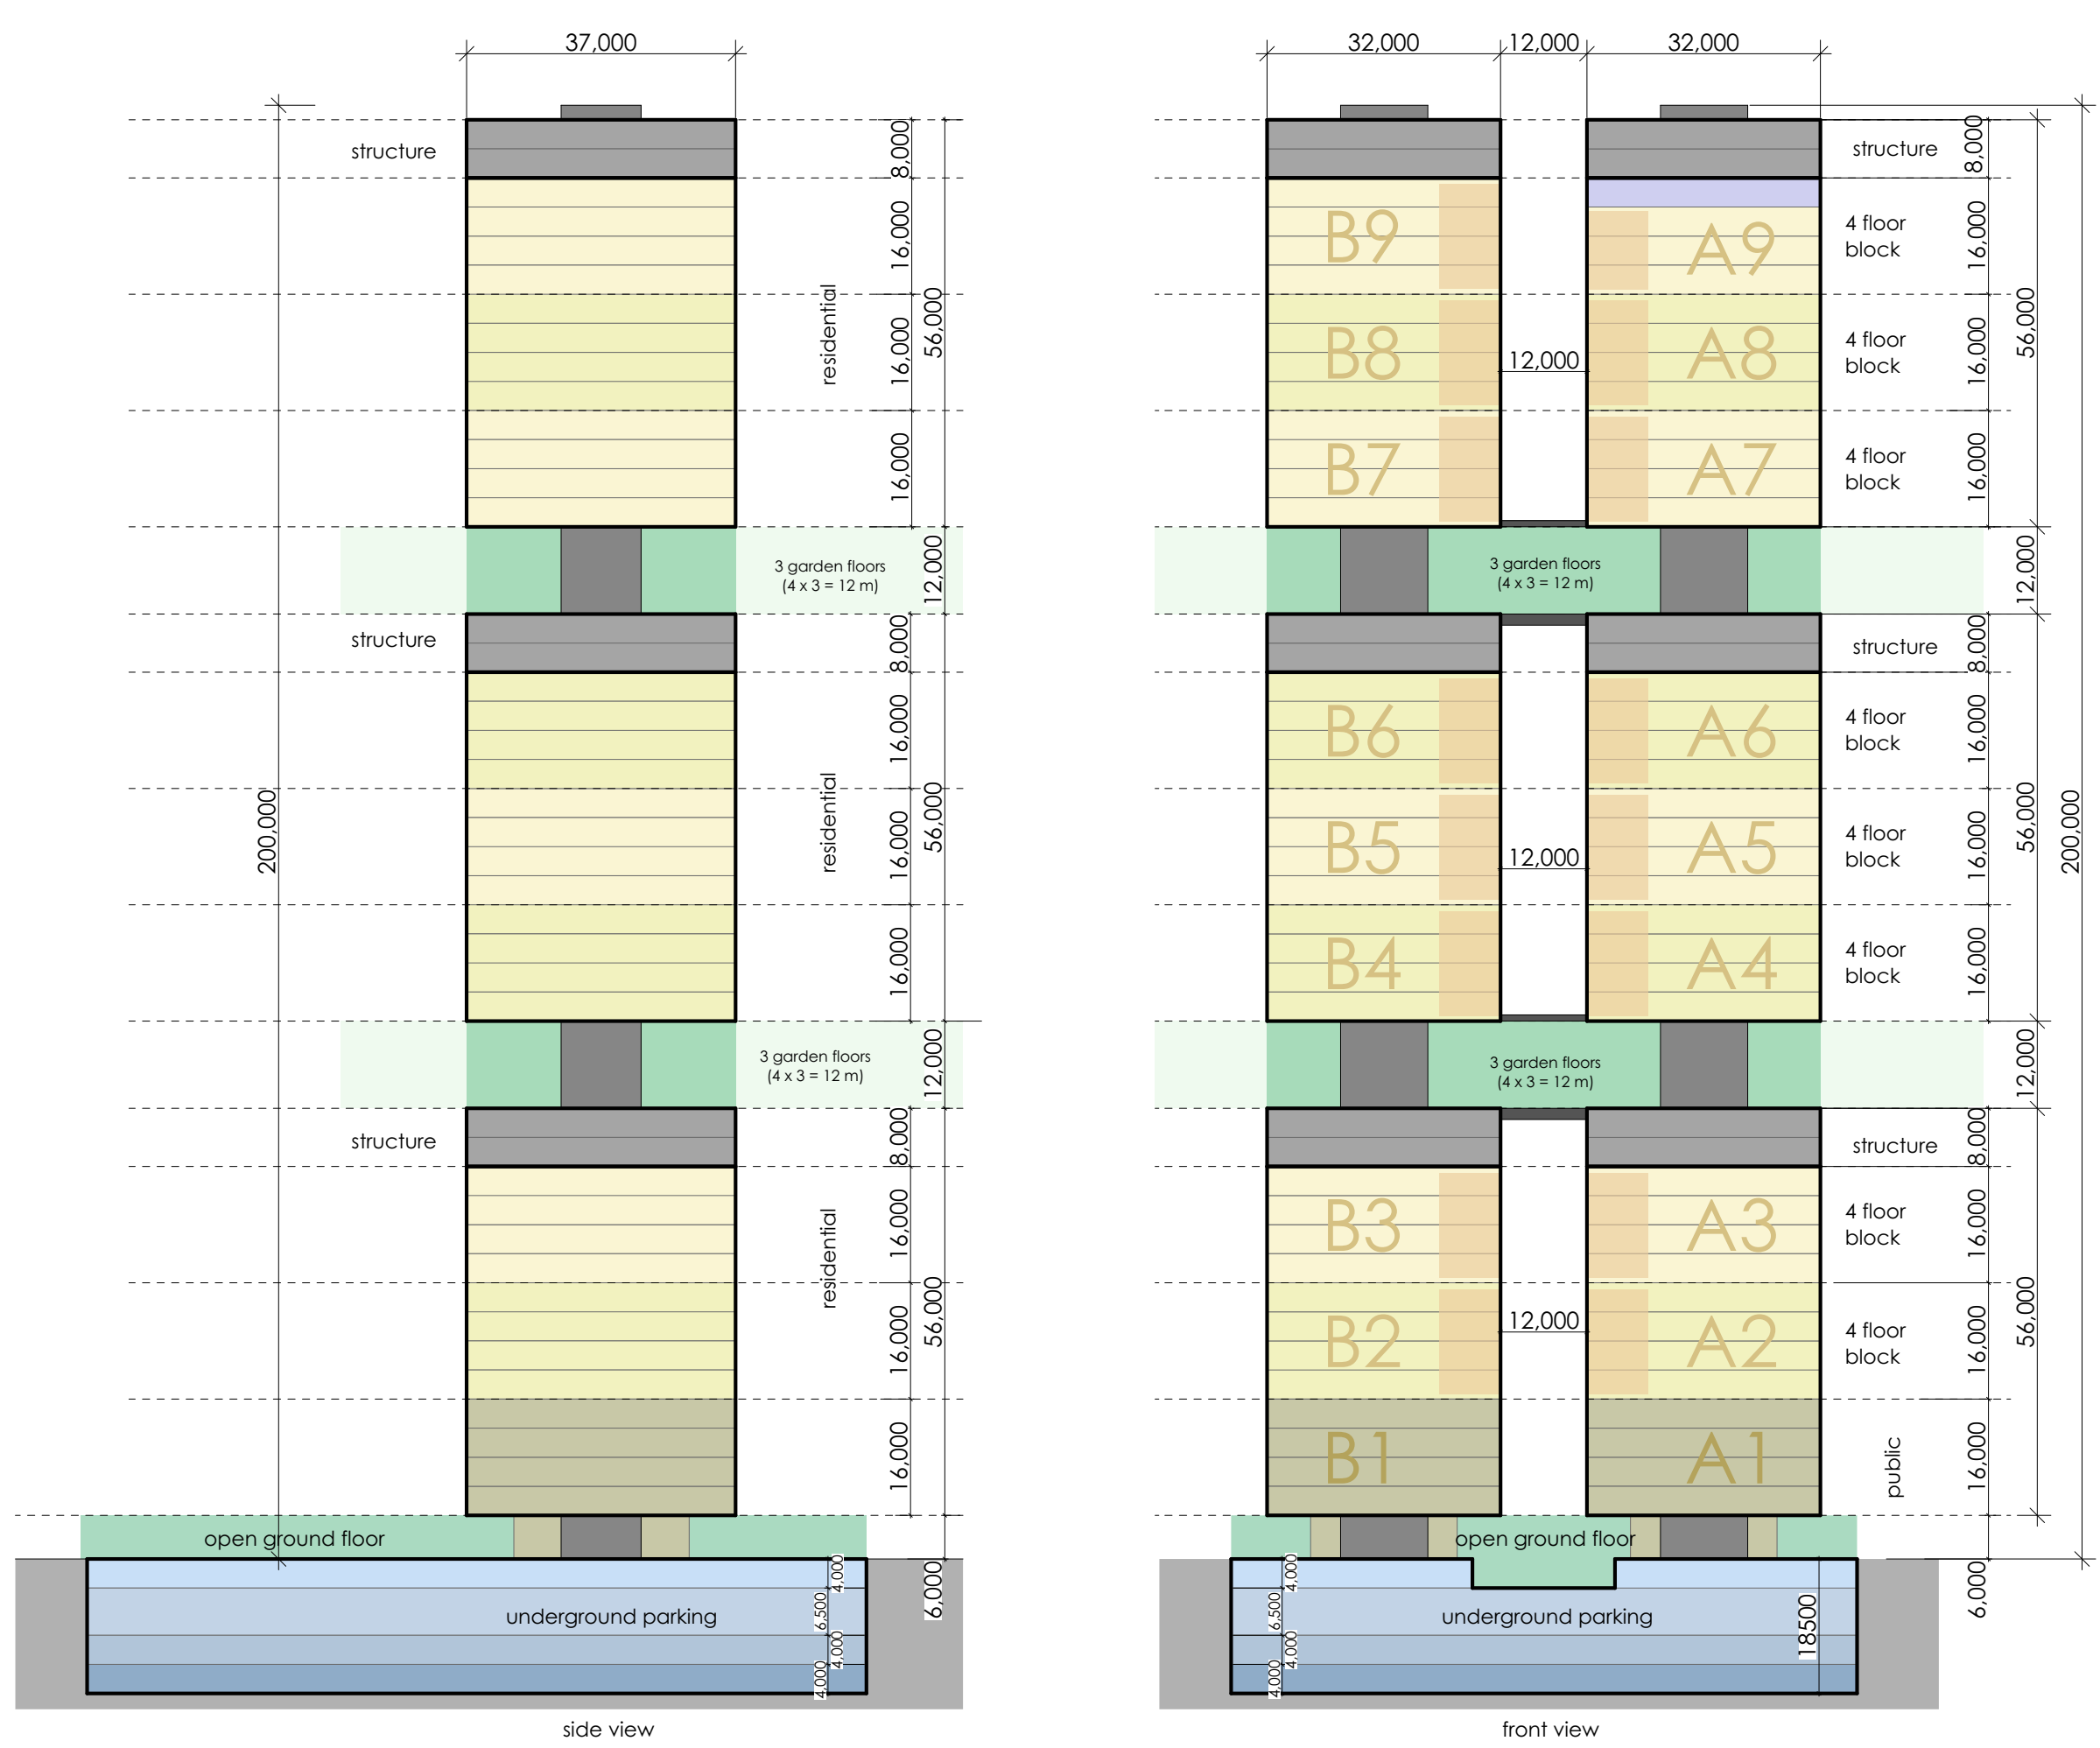 37,000
structure
8,000
16,000
16,000
16,000
56,000
residential
3 garden floors
(4 x 3 = 12 m)
12,000
structure
8,000
16,000
16,000
16,000
56,000
residential
200,000
3 garden floors
(4 x 3 = 12 m)
12,000
structure
8,000
16,000
16,000
16,000
56,000
residential
open ground floor
6,000
underground parking
4,000
6,500
4,000
4,000
side view
32,000
12,000
32,000
structure
8,000
B9
A9
4 floor
block
16,000
B8
A8
12,000
4 floor
block
16,000
56,000
B7
A7
4 floor
block
16,000
3 garden floors
(4 x 3 = 12 m)
12,000
structure
8,000
B6
A6
4 floor
block
16,000
B5
A5
12,000
4 floor
block
16,000
56,000
200,000
B4
A4
4 floor
block
16,000
3 garden floors
(4 x 3 = 12 m)
12,000
structure
8,000
B3
A3
4 floor
block
16,000
B2
A2
12,000
4 floor
block
16,000
56,000
B1
A1
public
16,000
open ground floor
6,000
underground parking
4,000
6,500
4,000
4,000
18500
front view